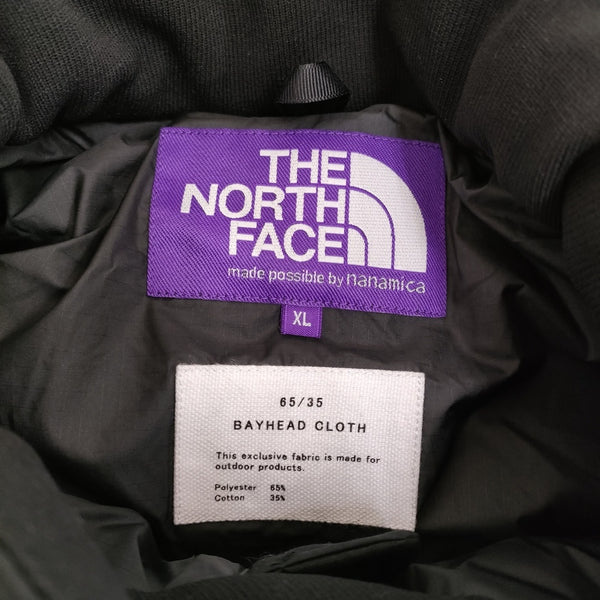 THE
NORTH
FACE
made possible by nanamica
XL
65/35
BAYHEAD CLOTH
This exclusive fabric is made for
outdoor products.
Polyester 65%
Cotton 35%